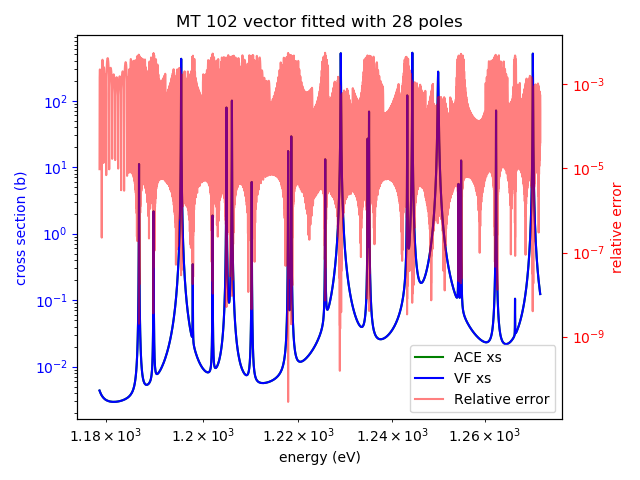 MT 102 vector fitted with 28 poles
10²
10¹
10⁰
10⁻¹
10⁻²
cross section (b)
10⁻³
10⁻⁵
10⁻⁷
10⁻⁹
relative error
ACE xs
VF xs
Relative error
1.18 × 10³ 1.2 × 10³ 1.22 × 10³ 1.24 × 10³ 1.26 × 10³
energy (eV)